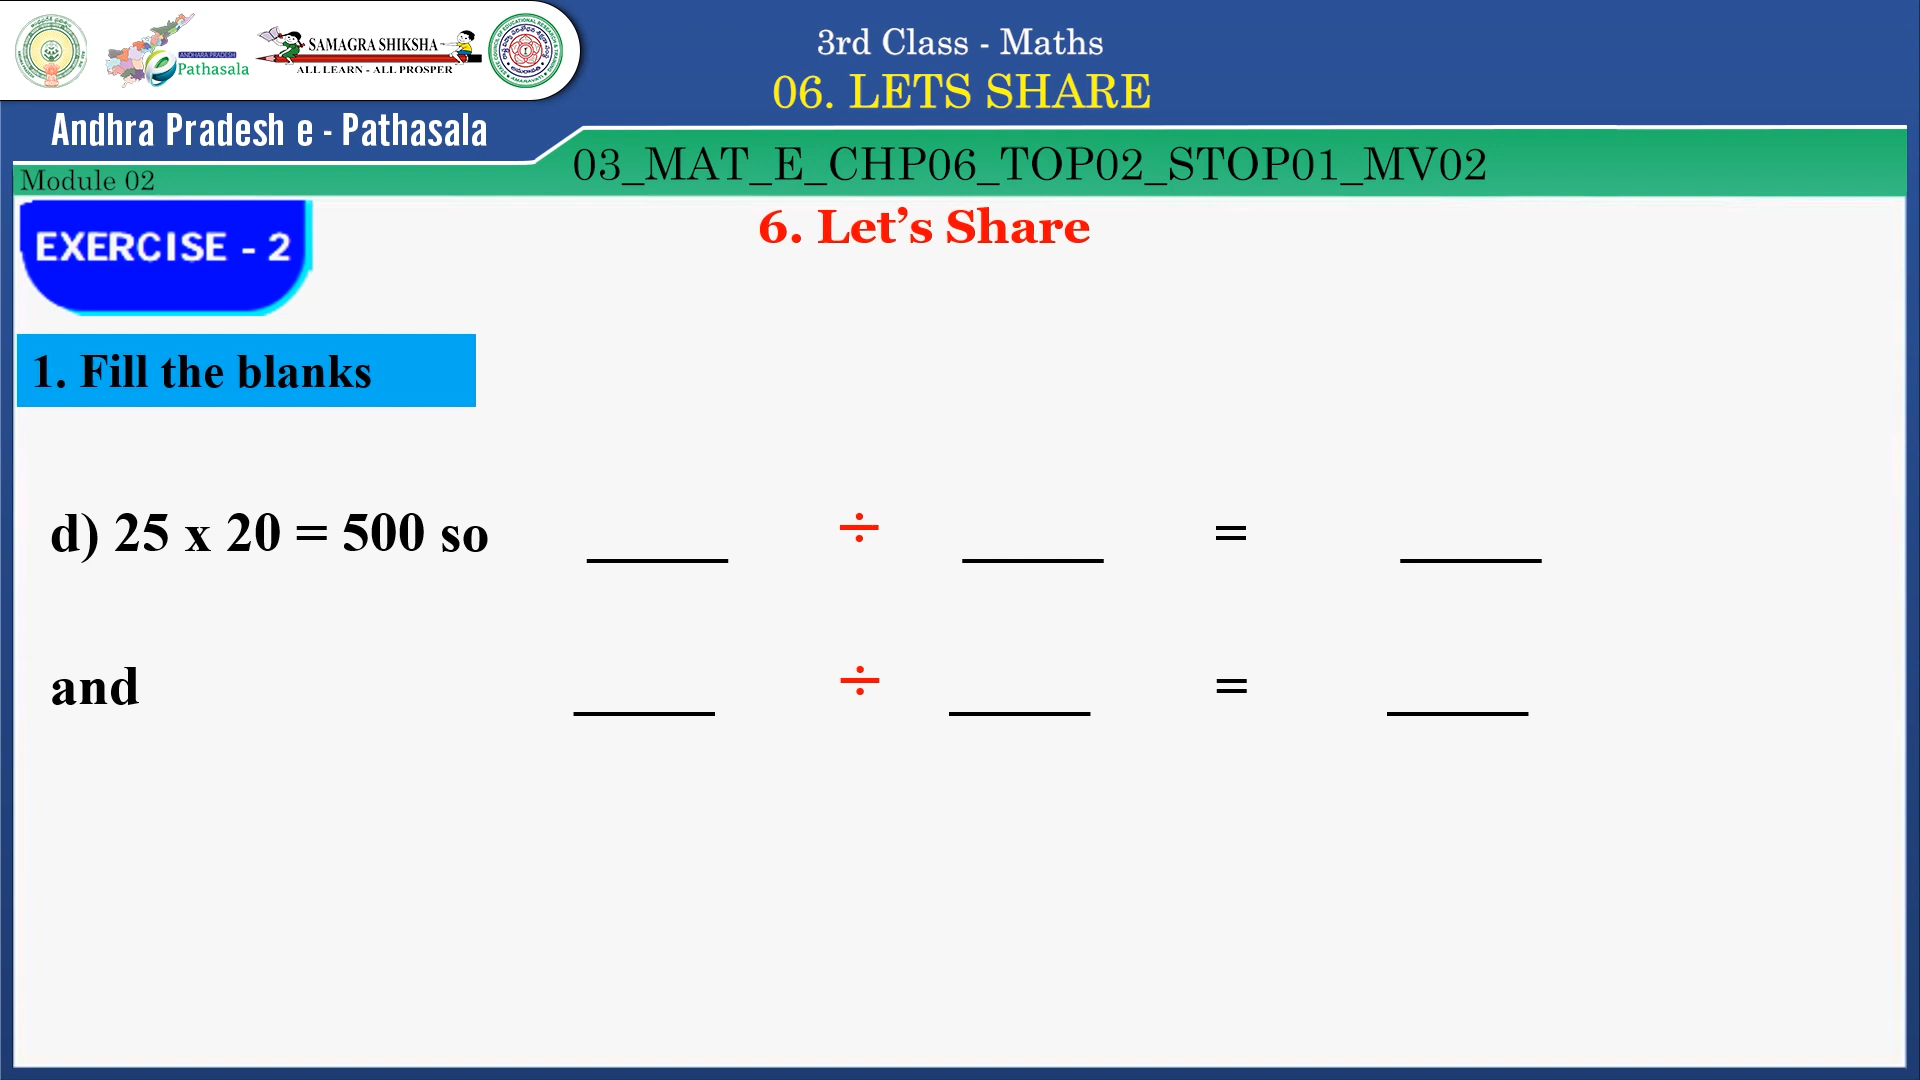 ANDHRA PRADESH
e Pathasala
SAMAGRA SHIKSHA
ALL LEARN - ALL PROSPER
3rd Class - Maths
06. LETS SHARE
Andhra Pradesh e - Pathasala
03_MAT_E_CHP06_TOP02_STOP01_MV02
Module 02
6. Let’s Share
EXERCISE - 2
1. Fill the blanks
d) 25 x 20 = 500 so _____ ÷ _____ = _____
and _____ ÷ _____ = _____